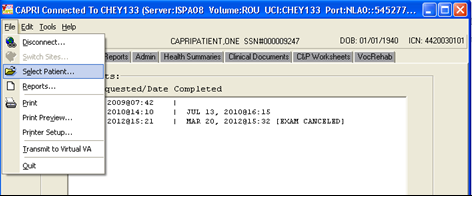 CAPRI Connected To CHEY133 (Server:ISPA08 Volume:ROU UCI:CHEY133 Port:NLA0::545277...
File Edit Tools Help
Disconnect...
Switch Sites...
Select Patient...
Reports...
Print
Print Preview...
Printer Setup...
Transmit to Virtual VA
Quit
CAPRIPATIENT,ONE SSN#000009247 DOB: 01/01/1940 ICN: 4420030101
Reports Admin Health Summaries Clinical Documents C&P Worksheets VocRehab
ts:
quested/Date Completed
2009@07:42 |
2010@14:10 | JUL 13, 2010@16:15
2012@15:21 | MAR 20, 2012@15:32 [EXAM CANCELED]